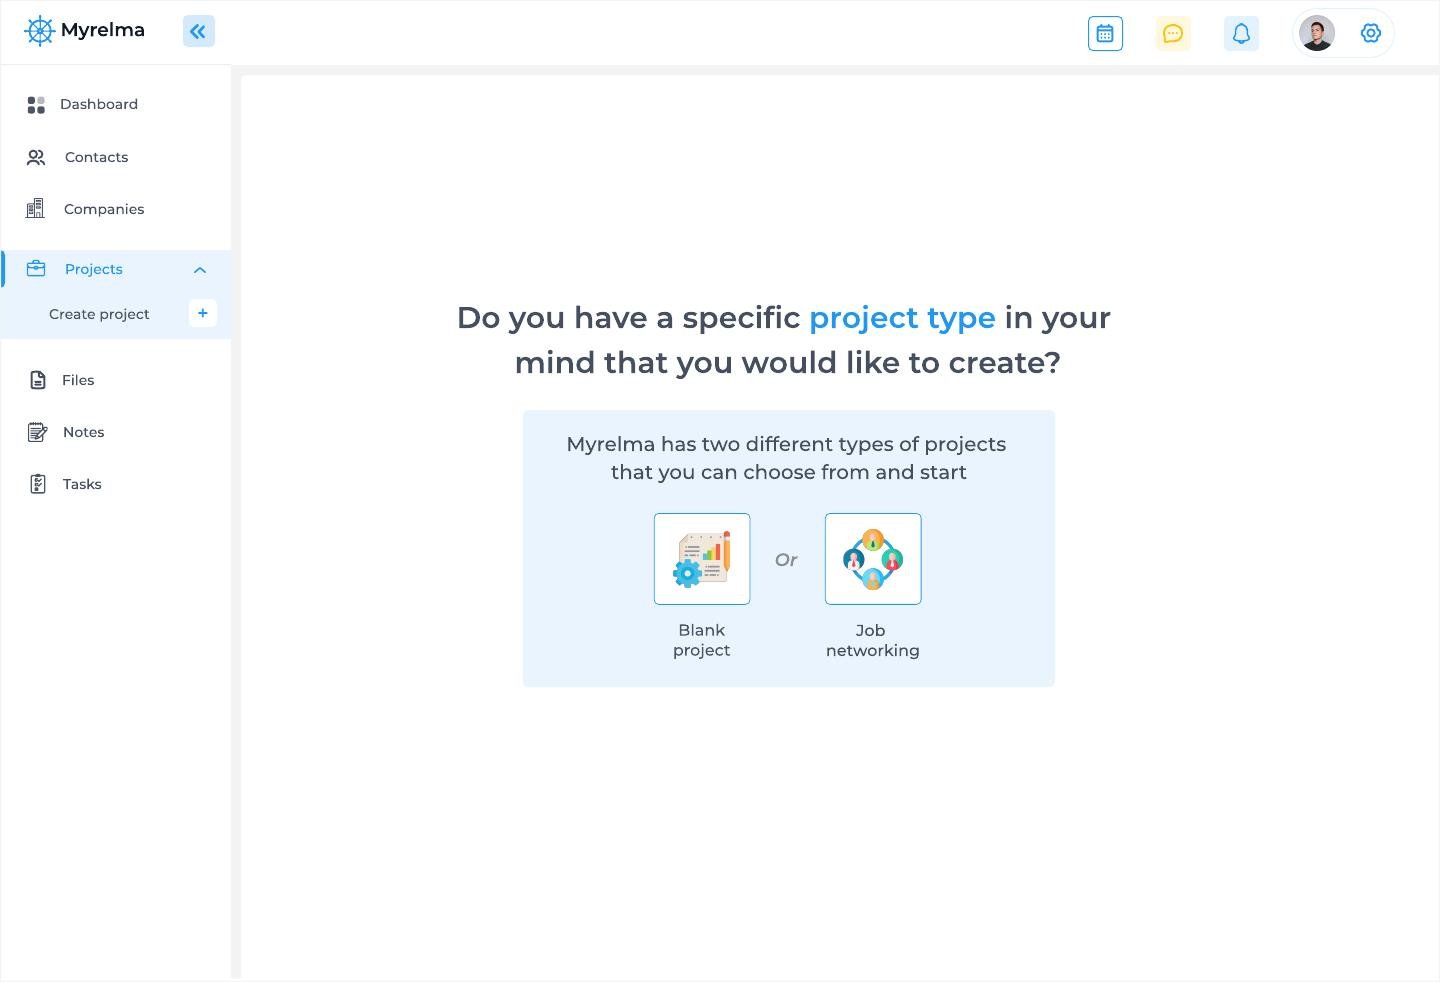 Myrelma
Dashboard
Contacts
Companies
Projects
Create project
+
Files
Notes
Tasks
Do you have a specific project type in your
mind that you would like to create?
Myrelma has two different types of projects
that you can choose from and start
Or
Blank
project
Job
networking